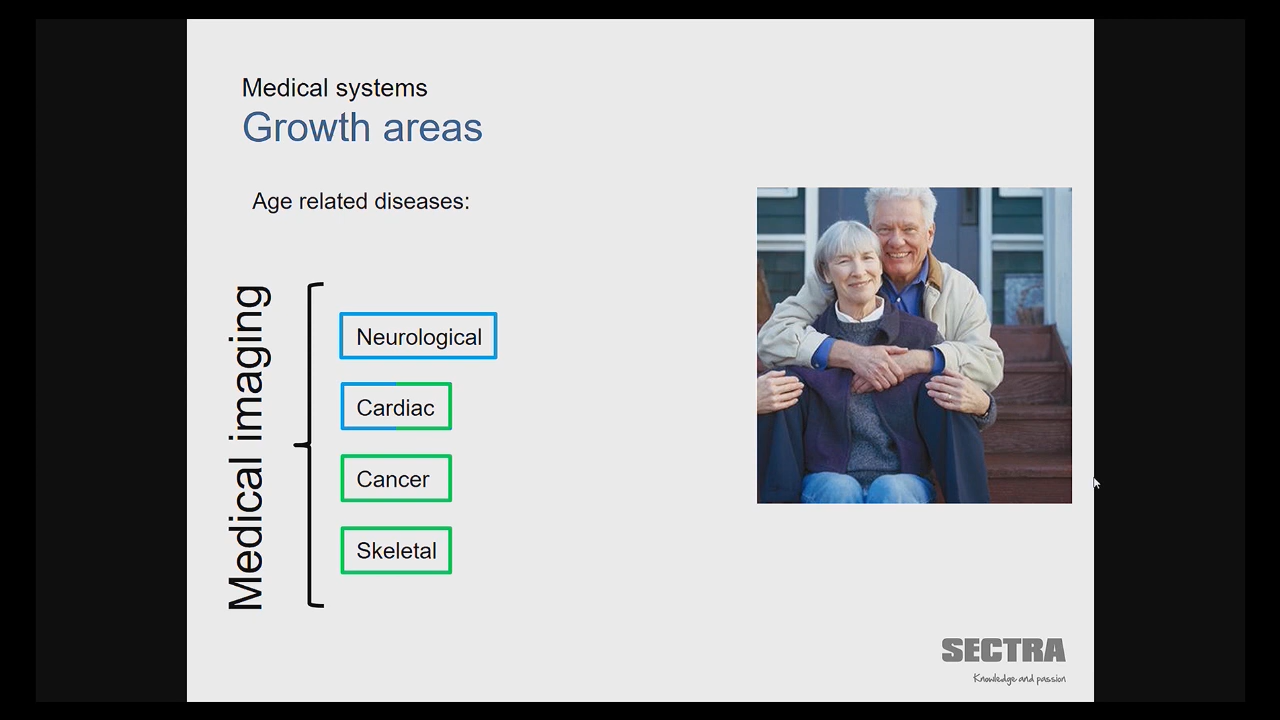 Medical systems
Growth areas
Age related diseases:
Medical imaging
Neurological
Cardiac
Cancer
Skeletal
SECTRA
Knowledge and passion